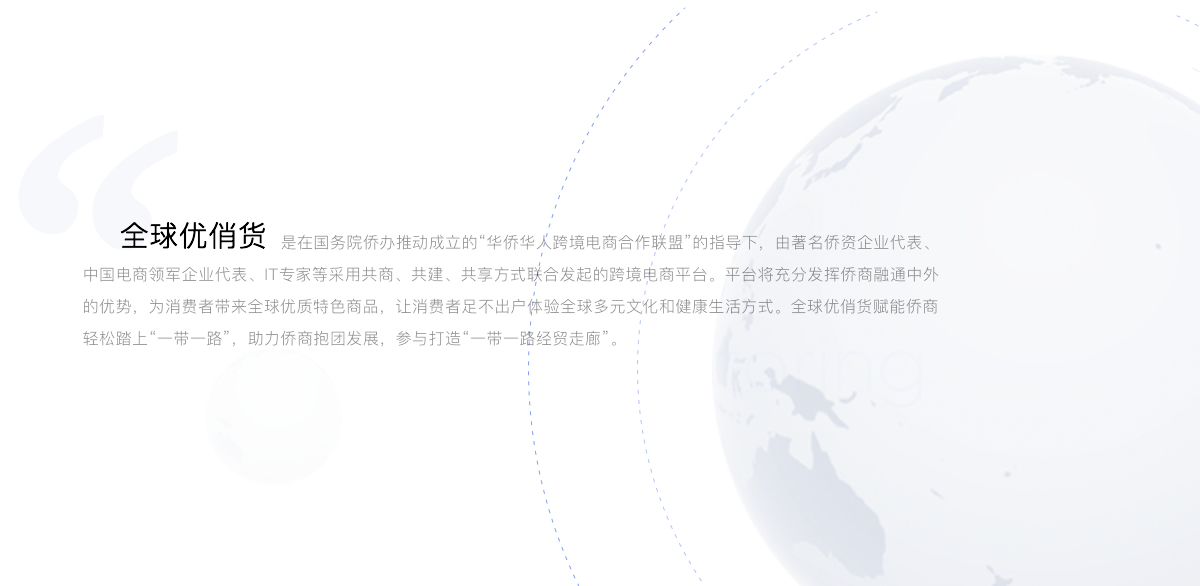 全球优俏货 是在国务院侨办推动成立的“华侨华人跨境电商合作联盟”的指导下，由著名侨资企业代表、
中国电商领军企业代表、IT专家等采用共商、共建、共享方式联合发起的跨境电商平台。平台将充分发挥侨商融通中外
的优势，为消费者带来全球优质特色商品，让消费者足不出户体验全球多元文化和健康生活方式。全球优俏货赋能侨商
轻松踏上“一带一路”，助力侨商抱团发展，参与打造“一带一路经贸走廊”。